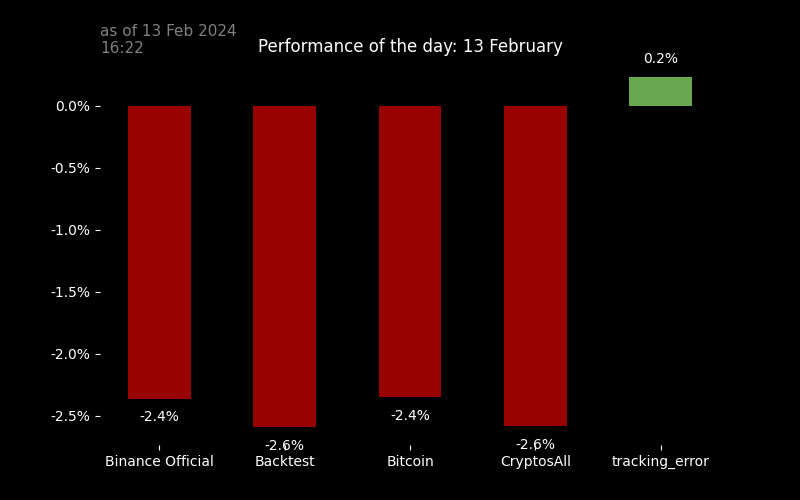 as of 13 Feb 2024
16:22
Performance of the day: 13 February
0.2%
0.0%
-0.5%
-1.0%
-1.5%
-2.0%
-2.5%
-2.4%
-2.6%
-2.4%
-2.6%
Binance Official
Backtest
Bitcoin
CryptosAll
tracking_error